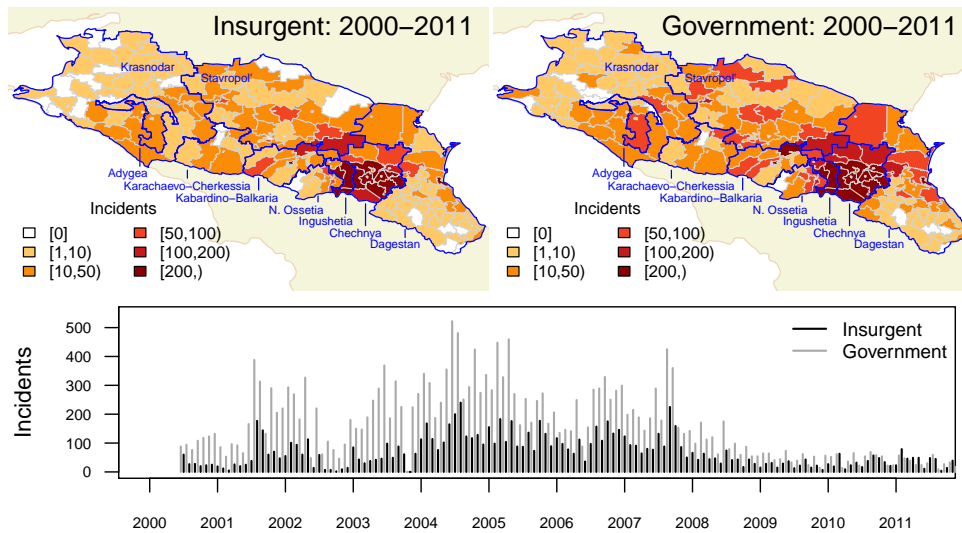 Insurgent: 2000–2011
Krasnodar
Stavropol'
Adygea
Karachaevo–Cherkessia
Kabardino–Balkaria
N. Ossetia
Ingushetia
Chechnya
Dagestan
Incidents
[0]
[1,10)
[10,50)
[50,100)
[100,200)
[200,)
Government: 2000–2011
Krasnodar
Stavropol'
Adygea
Karachaevo–Cherkessia
Kabardino–Balkaria
N. Ossetia
Ingushetia
Chechnya
Dagestan
Incidents
[0]
[1,10)
[10,50)
[50,100)
[100,200)
[200,)
Incidents
500
400
300
200
100
0
Insurgent
Government
2000 2001 2002 2003 2004 2005 2006 2007 2008 2009 2010 2011